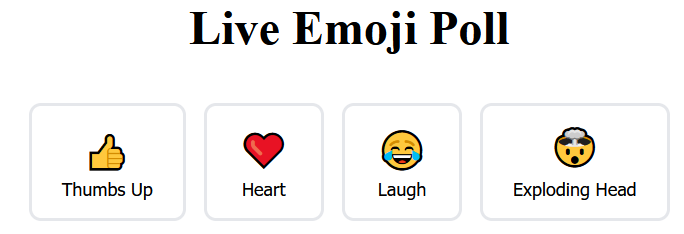 Live Emoji Poll
Thumbs Up Heart Laugh Exploding Head